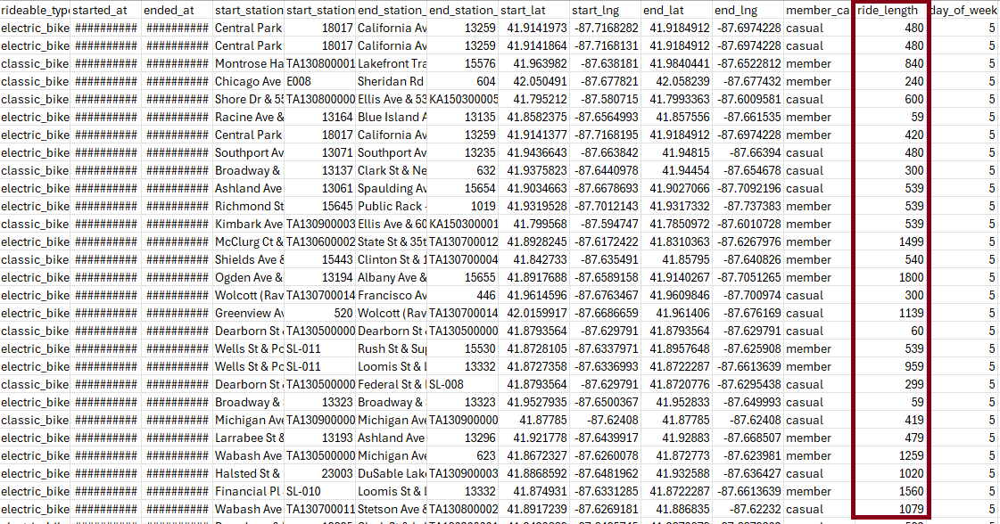 rideable_type started_at ended_at start_station start_station end_station_ end_station_ start_lat start_lng end_lat end_lng member_ca ride_length day_of_week
electric_bike ########## ########## Central Park 18017 California Av 13259 41.9141973 -87.7168282 41.9184912 -87.6974228 casual 480 5
electric_bike ########## ########## Central Park 18017 California Av 13259 41.9141864 -87.7168131 41.9184912 -87.6974228 casual 480 5
classic_bike ########## ########## Montrose Ha TA130800001 Lakefront Tra 15576 41.963982 -87.638181 41.9840441 -87.6522812 member 840 5
classic_bike ########## ########## Chicago Ave E008 Sheridan Rd 604 42.050491 -87.677821 42.058239 -87.677432 member 240 5
classic_bike ########## ########## Shore Dr & 55 TA130800000 Ellis Ave & 53 KA150300005 41.795212 -87.580715 41.7993363 -87.6009581 casual 600 5
electric_bike ########## ########## Racine Ave & 13164 Blue Island A 13135 41.8582375 -87.6564993 41.857556 -87.661535 member 59 5
electric_bike ########## ########## Central Park 18017 California Av 13259 41.9141377 -87.7168195 41.9184912 -87.6974228 member 420 5
electric_bike ########## ########## Southport Av 13071 Southport Av 13235 41.9436643 -87.663842 41.94815 -87.66394 casual 480 5
classic_bike ########## ########## Broadway & 13137 Clark St & Ne 632 41.9375823 -87.6440978 41.94454 -87.654678 casual 300 5
electric_bike ########## ########## Ashland Ave 13061 Spaulding Av 15654 41.9034663 -87.6678693 41.9027066 -87.7092196 casual 539 5
electric_bike ########## ########## Richmond St 15645 Public Rack - 1019 41.9319528 -87.7012143 41.9317332 -87.737383 member 539 5
classic_bike ########## ########## Kimbark Ave TA130900003 Ellis Ave & 60 KA150300001 41.799568 -87.594747 41.7850972 -87.6010728 member 539 5
electric_bike ########## ########## McClurg Ct & TA130600002 State St & 35t TA130700012 41.8928245 -87.6172422 41.8310363 -87.6267976 member 1499 5
classic_bike ########## ########## Shields Ave & 15443 Clinton St & 1 TA130700004 41.842733 -87.635491 41.85795 -87.640826 member 540 5
electric_bike ########## ########## Ogden Ave & 13194 Albany Ave & 15655 41.8917688 -87.6589158 41.9140267 -87.7051265 member 1800 5
electric_bike ########## ########## Wolcott (Rav TA130700014 Francisco Av 446 41.9614596 -87.6763467 41.9609846 -87.700974 casual 300 5
electric_bike ########## ########## Greenview Av 520 Wolcott (Rav TA130700014 42.0159917 -87.6686659 41.961406 -87.676169 casual 1139 5
classic_bike ########## ########## Dearborn St TA130500000 Dearborn St TA130500000 41.8793564 -87.629791 41.8793564 -87.629791 casual 60 5
electric_bike ########## ########## Wells St & Po SL-011 Rush St & Sup 15530 41.8728105 -87.6337971 41.8957648 -87.625908 member 539 5
electric_bike ########## ########## Wells St & Po SL-011 Loomis St & L 13332 41.8727358 -87.6336993 41.8722287 -87.6613639 member 959 5
classic_bike ########## ########## Dearborn St TA130500000 Federal St & SL-008 41.8793564 -87.629791 41.8720776 -87.6295438 casual 299 5
electric_bike ########## ########## Broadway & 13323 Broadway & 13323 41.9527935 -87.6500367 41.952833 -87.649993 casual 59 5
classic_bike ########## ########## Michigan Ave TA130900000 Michigan Ave TA130900000 41.87785 -87.62408 41.87785 -87.62408 casual 419 5
electric_bike ########## ########## Larrabee St & 13193 Ashland Ave 13296 41.921778 -87.6439917 41.92883 -87.668507 member 479 5
electric_bike ########## ########## Wabash Ave TA130500000 Michigan Ave 623 41.8672327 -87.6260078 41.872773 -87.623981 member 1259 5
electric_bike ########## ########## Halsted St & 23003 DuSable Lake TA130900003 41.8868592 -87.6481962 41.932588 -87.636427 casual 1020 5
electric_bike ########## ########## Financial Pl SL-010 Loomis St & L 13332 41.874931 -87.6331285 41.8722287 -87.6613639 member 1560 5
electric_bike ########## ########## Wabash Ave TA130700011 Stetson Ave & TA130800002 41.8917239 -87.6269181 41.886835 -87.62232 casual 1079 5